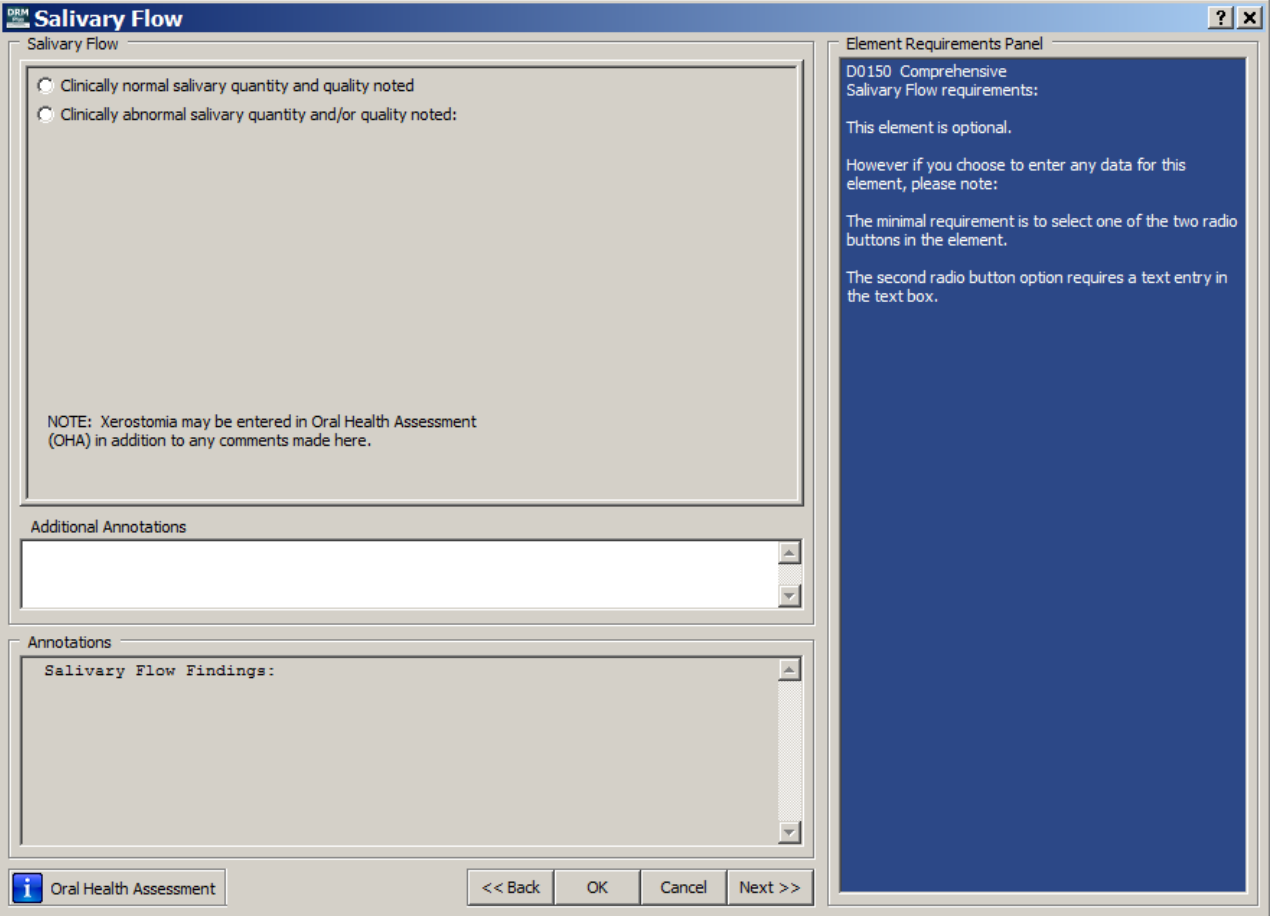 DRM
Plus
Salivary Flow
Salivary Flow
Clinically normal salivary quantity and quality noted
Clinically abnormal salivary quantity and/or quality noted:
NOTE:  Xerostomia may be entered in Oral Health Assessment
(OHA) in addition to any comments made here.
Additional Annotations
Annotations
Salivary Flow Findings:
i Oral Health Assessment
<< Back
OK
Cancel
Next >>
Element Requirements Panel
D0150  Comprehensive
Salivary Flow requirements:
This element is optional.
However if you choose to enter any data for this
element, please note:
The minimal requirement is to select one of the two radio
buttons in the element.
The second radio button option requires a text entry in
the text box.